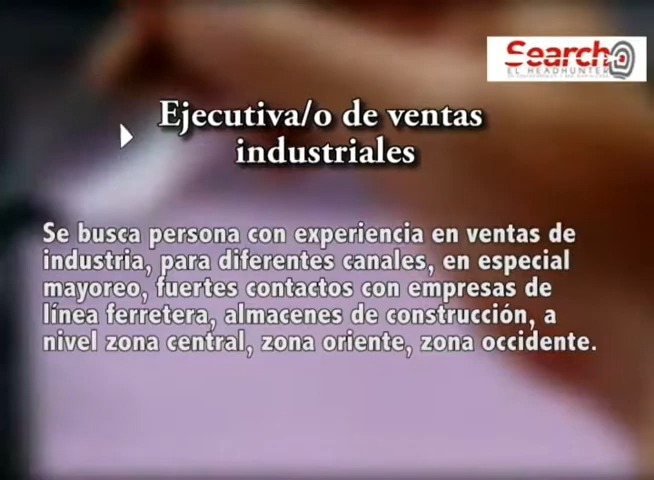 Search
EL HEADHUNTER
Ejecutiva/o de ventas
industriales
Se busca persona con experiencia en ventas de
industria, para diferentes canales, en especial
mayoreo, fuertes contactos con empresas de
línea ferretera, almacenes de construcción, a
nivel zona central, zona oriente, zona occidente.